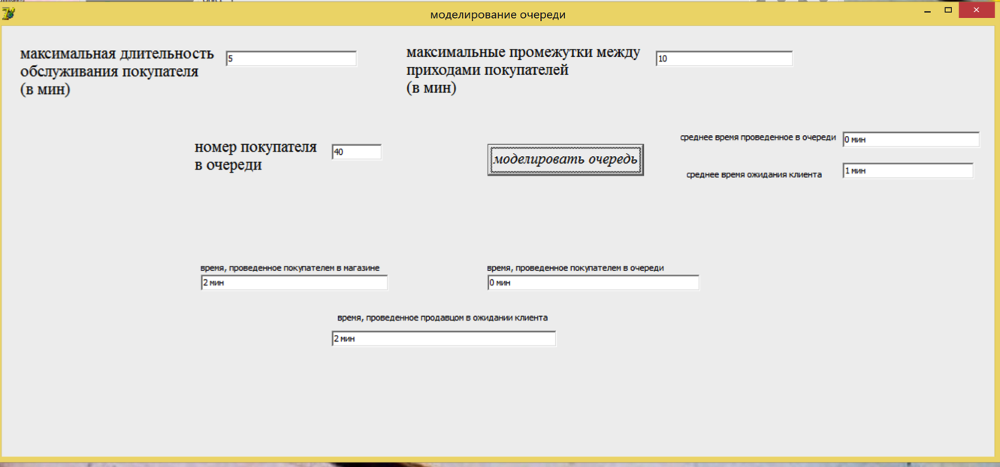 моделирование очереди
максимальная длительность
обслуживания покупателя
(в мин)
5
максимальные промежутки между
приходами покупателей
(в мин)
10
номер покупателя
в очереди
40
моделировать очередь
среднее время проведенное в очереди
0 мин
среднее время ожидания клиента
1 мин
время, проведенное покупателем в магазине
2 мин
время, проведенное покупателем в очереди
0 мин
время, проведенное продавцом в ожидании клиента
2 мин